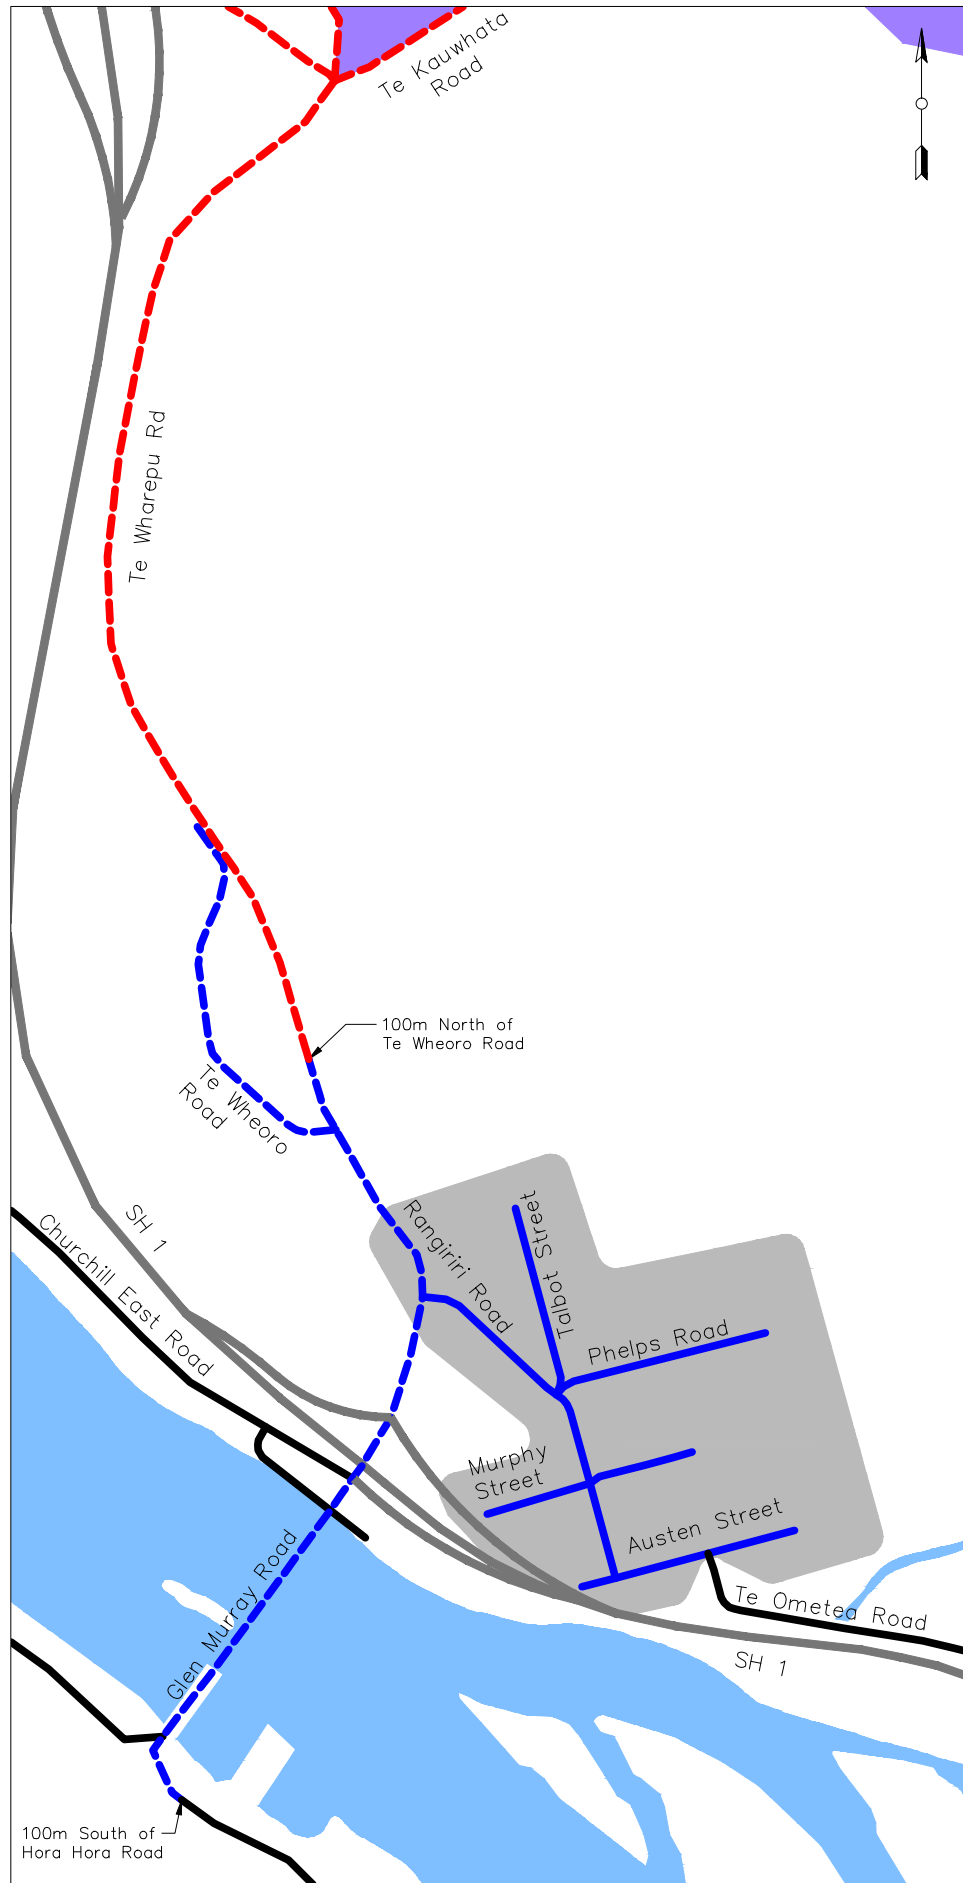 Te Kauwhata
Road
Te Wharepu Rd
100m North of
Te Wheoro Road
Te Wheoro
Road
SH 1
Churchill East Road
Rangiriri Road
Talbot Street
Phelps Road
Murphy
Street
Austen Street
Te Ometea Road
SH 1
Glen Murray Road
100m South of
Hora Hora Road